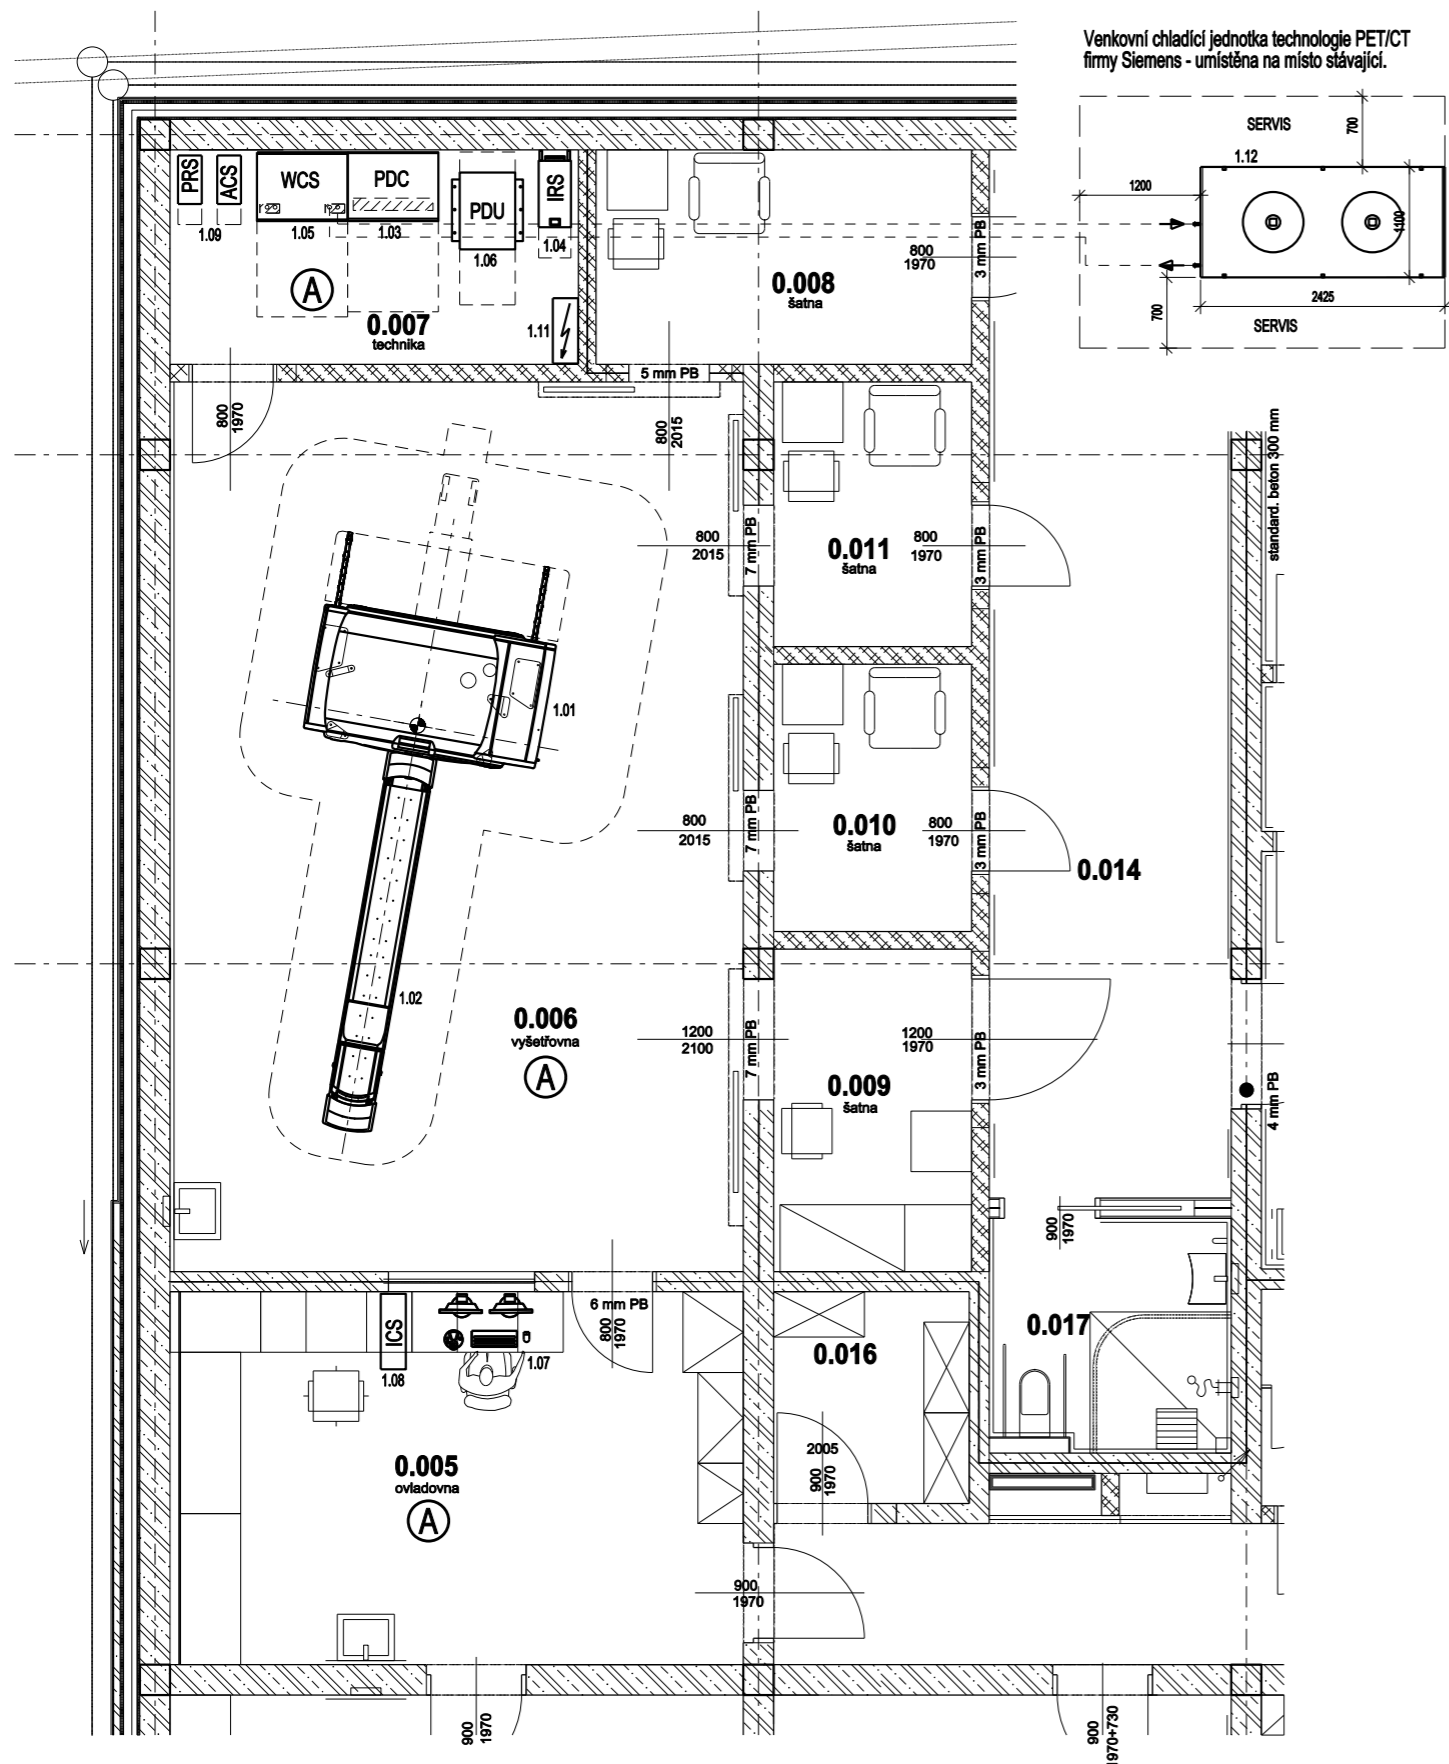 Venkovní chladící jednotka technologie PET/CT
firmy Siemens - umístěna na místo stávající.
SERVIS
700
1.12
1200
1100
2425
700
SERVIS
PRS
ACS
WCS
PDC
PDU
IRS
1.09
1.05
1.03
1.06
1.04
A
0.007
technika
1.11
0.008
šatna
800
1970
3 mm PB
5 mm PB
800
1970
800
2015
standard. beton 300 mm
800
2015
7 mm PB
0.011
šatna
800
1970
3 mm PB
1.01
800
2015
7 mm PB
0.010
šatna
800
1970
3 mm PB
0.014
1.02
0.006
vyšetřovna
A
1200
2100
7 mm PB
1200
1970
3 mm PB
0.009
šatna
4 mm PB
900
1970
6 mm PB
800
1970
ICS
1.08
1.07
0.016
0.017
2005
900
1970
0.005
ovladovna
A
900
1970
900
1970
900
1970+730